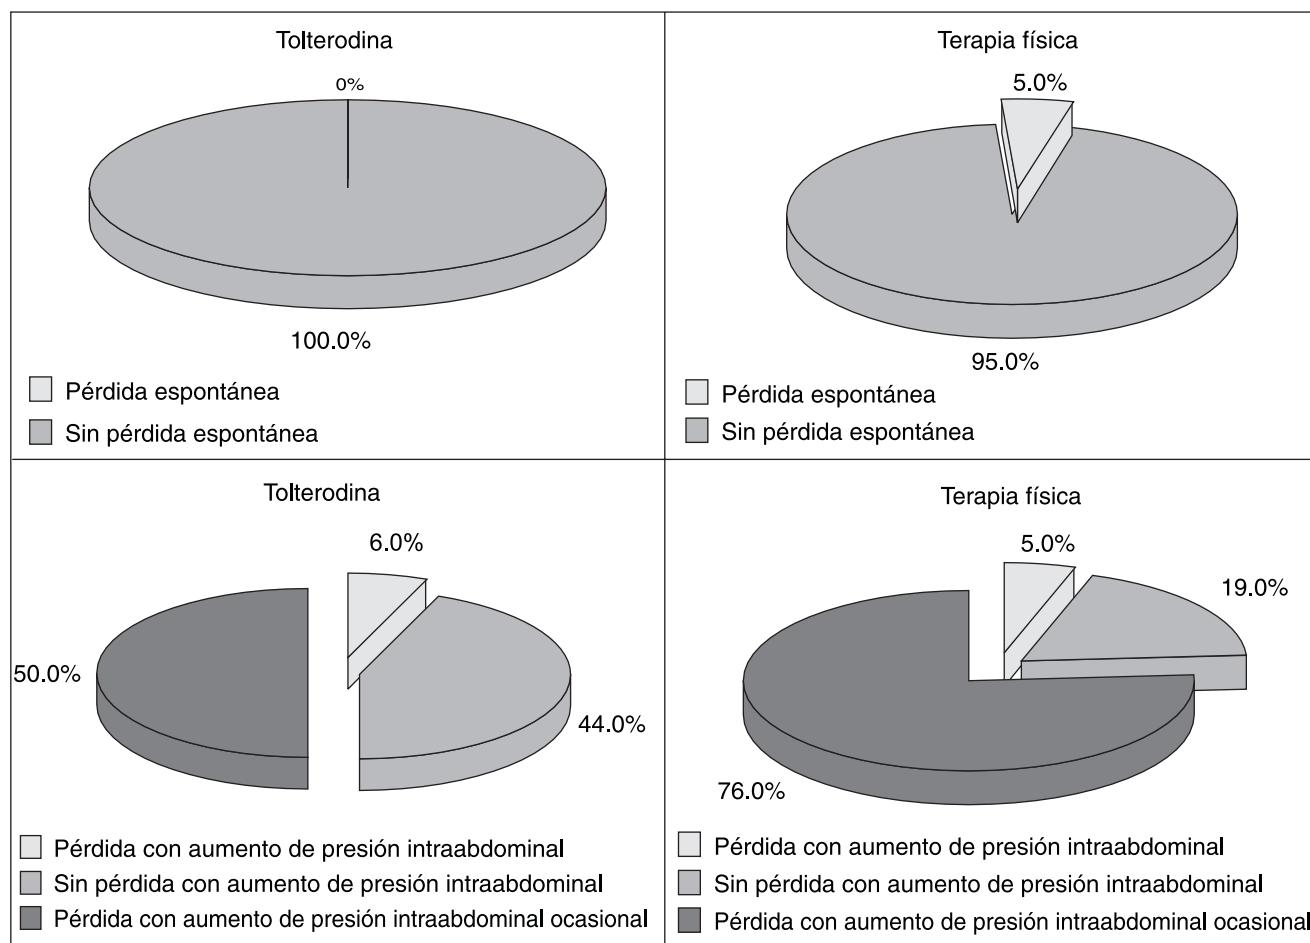 Tolterodina
0%
100.0%
Pérdida espontánea
Sin pérdida espontánea
Terapia física
5.0%
95.0%
Pérdida espontánea
Sin pérdida espontánea
Tolterodina
6.0%
50.0%
44.0%
Pérdida con aumento de presión intraabdominal
Sin pérdida con aumento de presión intraabdominal
Pérdida con aumento de presión intraabdominal ocasional
Terapia física
5.0%
19.0%
76.0%
Pérdida con aumento de presión intraabdominal
Sin pérdida con aumento de presión intraabdominal
Pérdida con aumento de presión intraabdominal ocasional